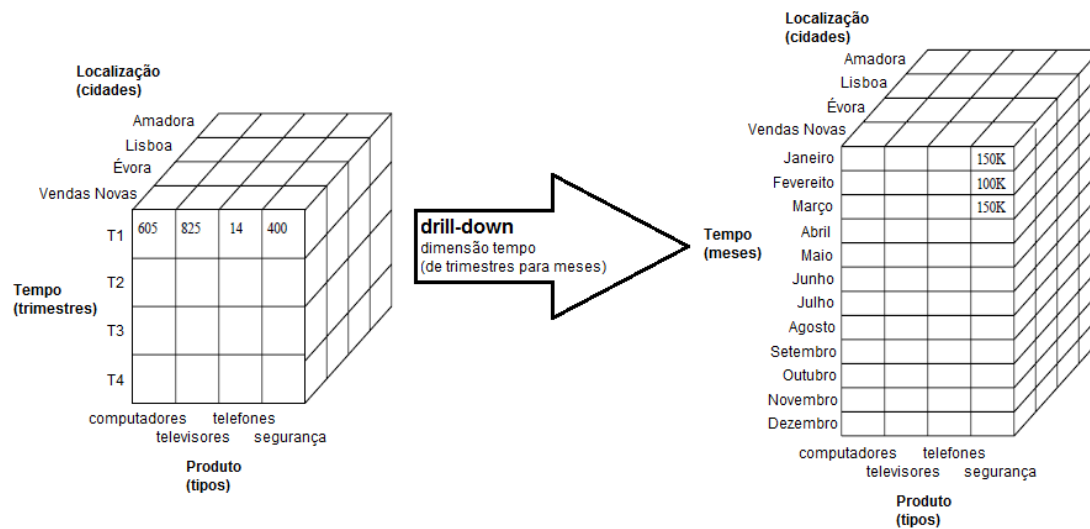 Localização
(cidades)
Amadora
Lisboa
Évora
Vendas Novas
T1
605 825 14 400
T2
Tempo
(trimestres)
T3
T4
computadores telefones
televisores segurança
Produto
(tipos)
drill-down
dimensão tempo
(de trimestres para meses)
Localização
(cidades)
Amadora
Lisboa
Évora
Vendas Novas
Janeiro 150K
Fevereito 100K
Março 150K
Tempo
(meses)
Abril
Maio
Junho
Julho
Agosto
Setembro
Outubro
Novembro
Dezembro
computadores telefones
televisores segurança
Produto
(tipos)